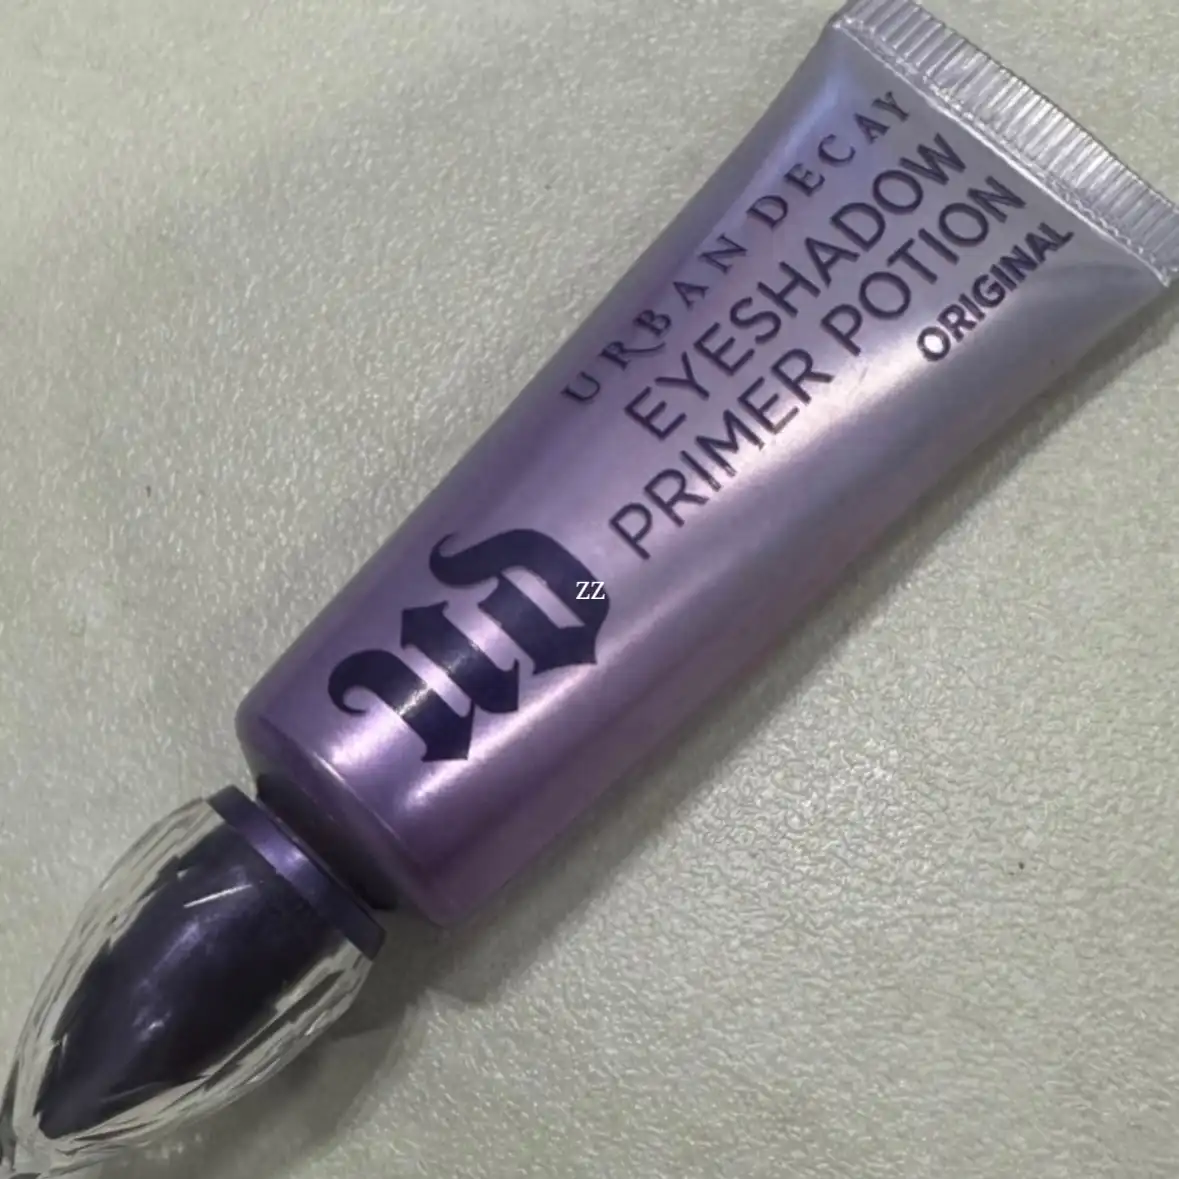 URBAN DECAY
EYESHADOW
PRIMER POTION
ORIGINAL
UD
zz